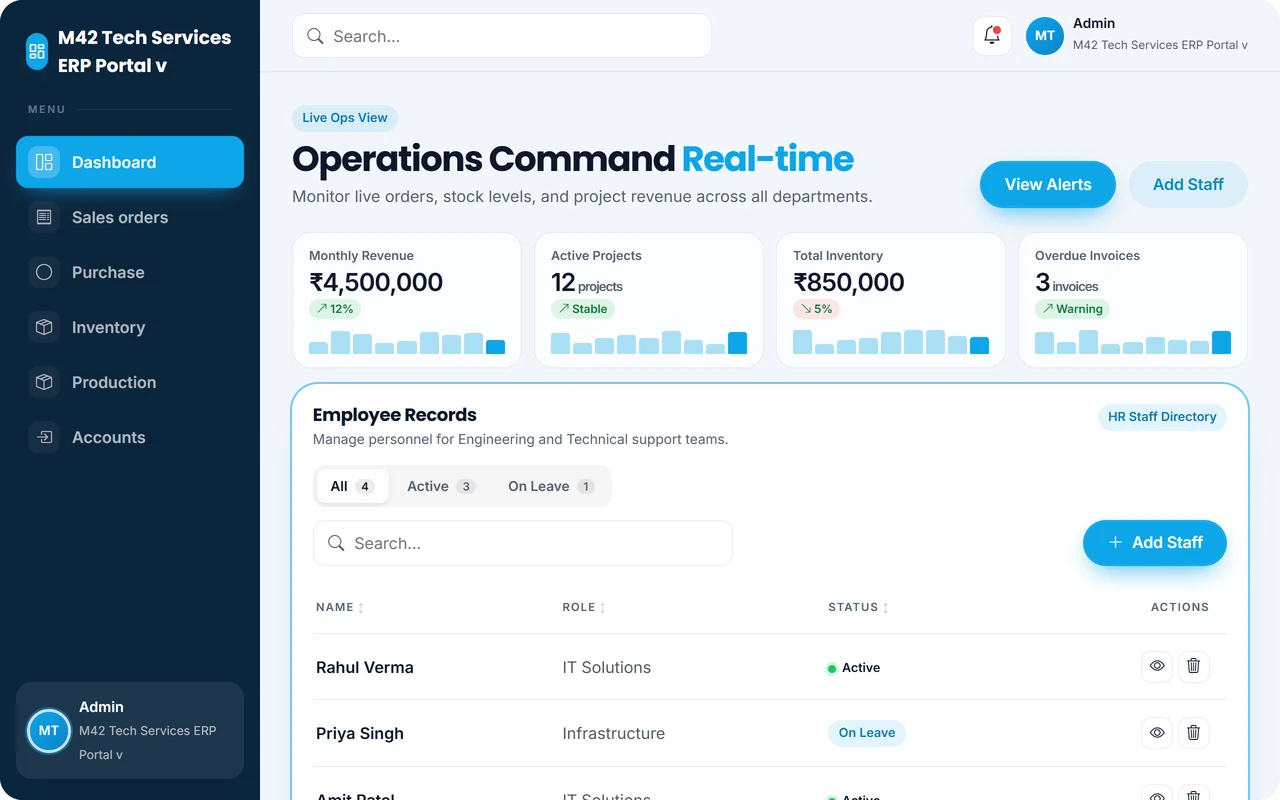 M42 Tech Services
ERP Portal v
MENU
Dashboard
Sales orders
Purchase
Inventory
Production
Accounts
MT
Admin
M42 Tech Services ERP
Portal v
Search...
MT
Admin
M42 Tech Services ERP Portal v
Live Ops View
Operations Command Real-time
Monitor live orders, stock levels, and project revenue across all departments.
View Alerts
Add Staff
Monthly Revenue
₹4,500,000
↗ 12%
Active Projects
12 projects
↗ Stable
Total Inventory
₹850,000
↘ 5%
Overdue Invoices
3 invoices
↗ Warning
Employee Records
Manage personnel for Engineering and Technical support teams.
HR Staff Directory
All 4
Active 3
On Leave 1
Search...
+ Add Staff
NAME ROLE STATUS ACTIONS
Rahul Verma IT Solutions Active
Priya Singh Infrastructure On Leave
Amit Patel IT Solutions Active